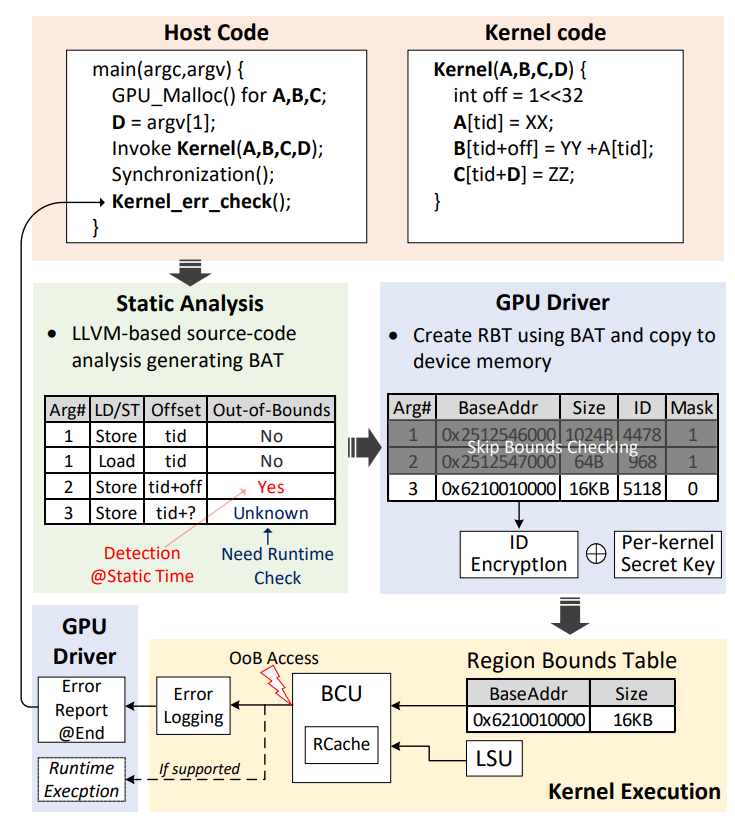 Host Code
main(argc,argv) {
GPU_Malloc() for A,B,C;
D = argv[1];
Invoke Kernel(A,B,C,D);
Synchronization();
Kernel_err_check();
}
Kernel code
Kernel(A,B,C,D) {
int off = 1<<32
A[tid] = XX;
B[tid+off] = YY +A[tid];
C[tid+D] = ZZ;
}
Static Analysis
• LLVM-based source-code
analysis generating BAT
Arg# LD/ST Offset Out-of-Bounds
1 Store tid No
1 Load tid No
2 Store tid+off Yes
3 Store tid+? Unknown
Detection
@Static Time
Need Runtime
Check
GPU Driver
• Create RBT using BAT and copy to
device memory
Arg# BaseAddr Size ID Mask
1 0x2512546000 1024B 4478 1
Skip Bounds CheckIng
2 0x2512547000 64B 968 1
3 0x6210010000 16KB 5118 0
ID
EncryptIon
Per-kernel
Secret Key
GPU
Driver
Error
Report
@End
Runtime
Execption
OoB Access
Error
Logging
If supported
BCU
RCache
Region Bounds Table
BaseAddr Size
0x6210010000 16KB
LSU
Kernel Execution